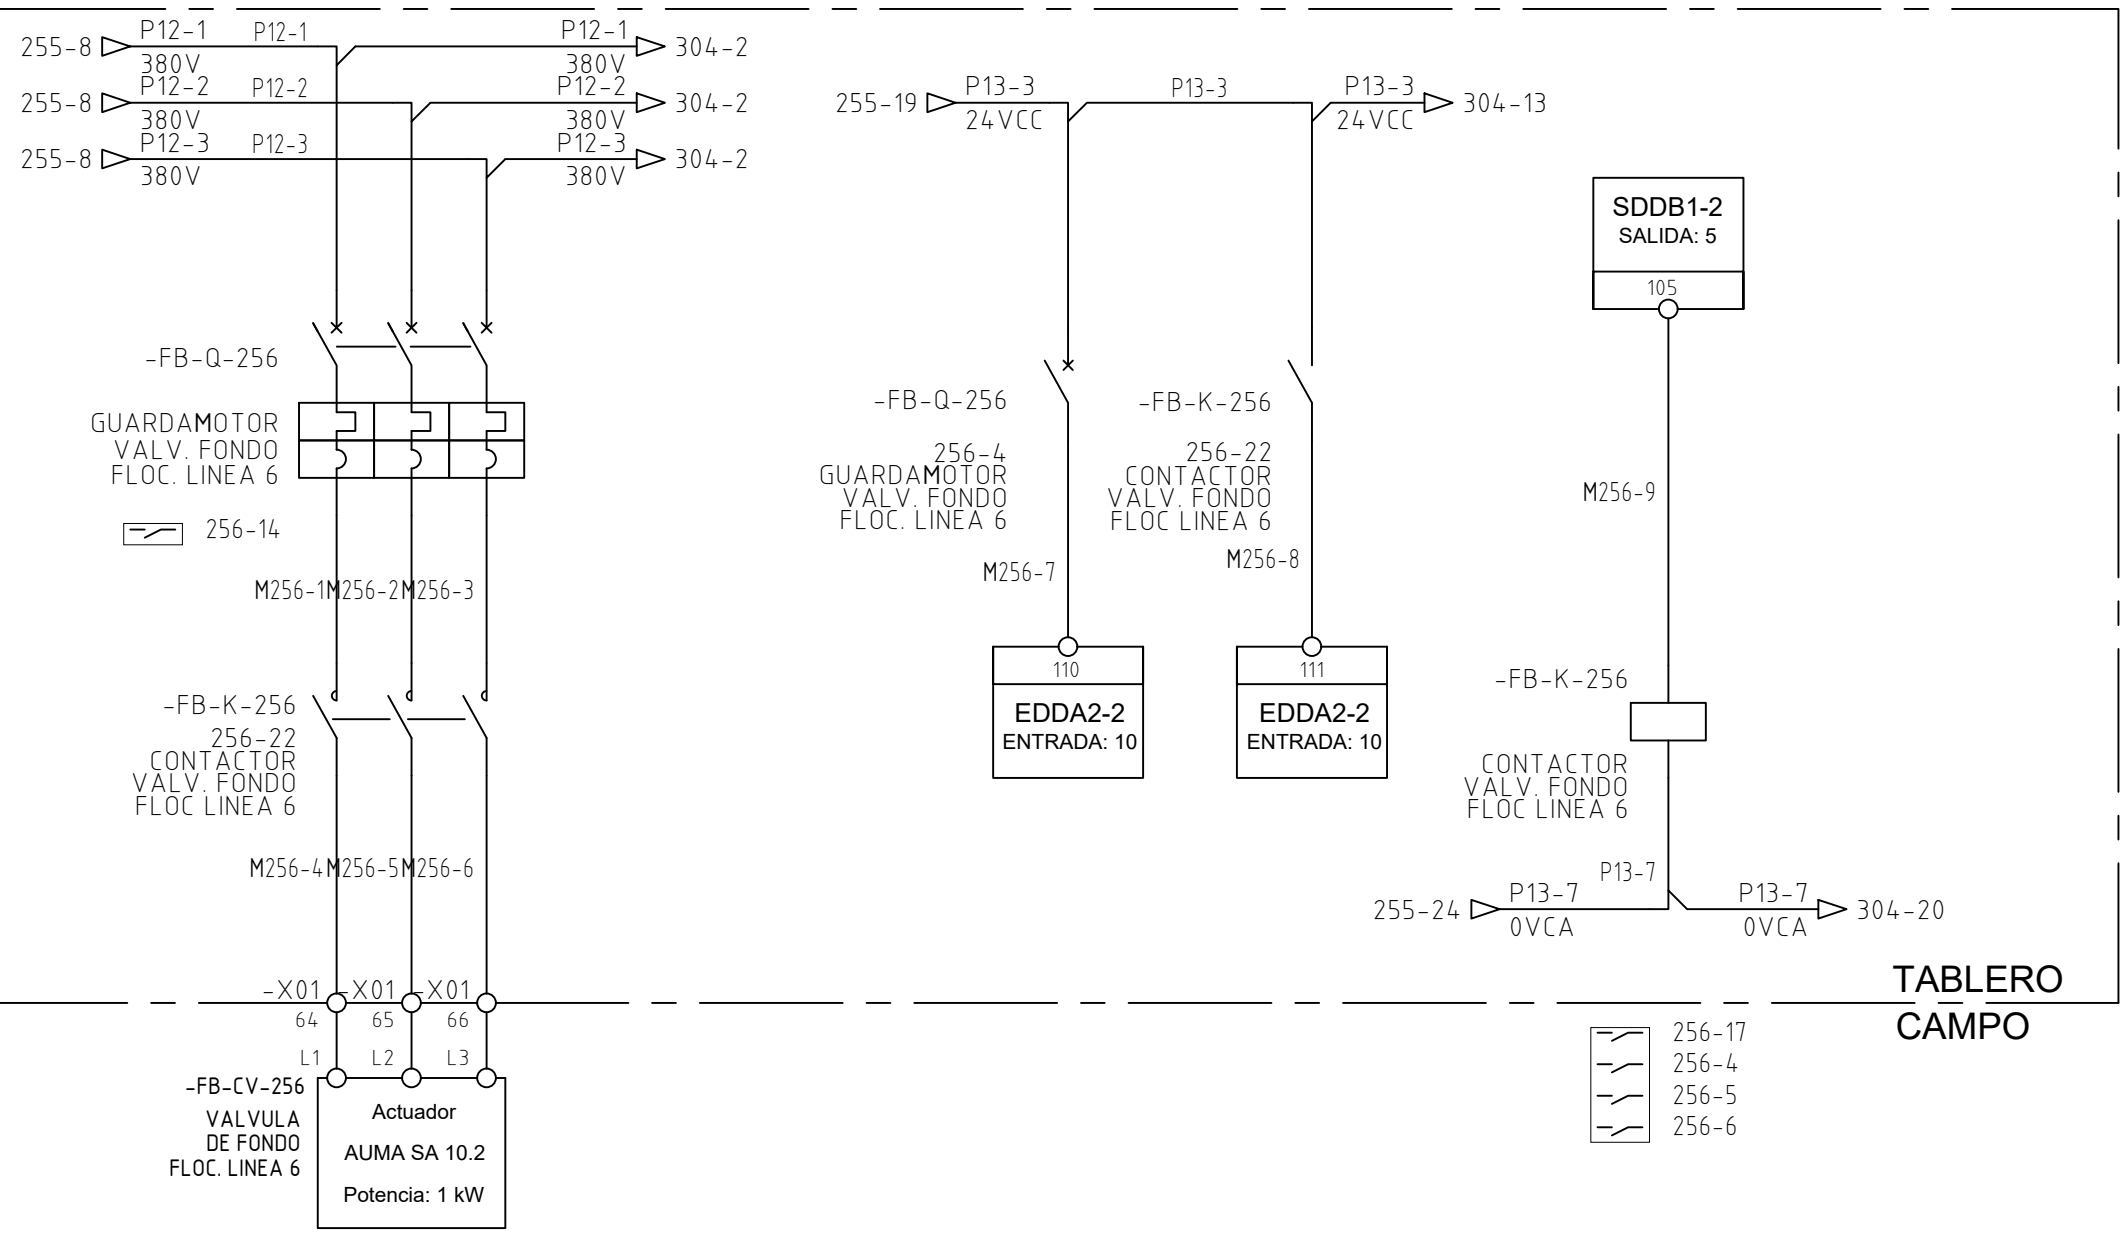 255-8 P12-1 P12-1 P12-1 304-2
380V 380V
255-8 P12-2 P12-2 P12-2 304-2
380V 380V
255-8 P12-3 P12-3 P12-3 304-2
380V 380V
-FB-Q-256
GUARDAMOTOR
VALV. FONDO
FLOC. LINEA 6
256-14
M256-1 M256-2 M256-3
-FB-K-256
256-22
CONTACTOR
VALV. FONDO
FLOC LINEA 6
M256-4 M256-5 M256-6
-X01 -X01 -X01
64 65 66
L1 L2 L3
-FB-CV-256
VALVULA
DE FONDO
FLOC. LINEA 6
Actuador
AUMA SA 10.2
Potencia: 1 kW
255-19 P13-3 P13-3 P13-3 304-13
24VCC 24VCC
-FB-Q-256
256-4
GUARDAMOTOR
VALV. FONDO
FLOC. LINEA 6
M256-7
110
EDDA2-2
ENTRADA: 10
-FB-K-256
256-22
CONTACTOR
VALV. FONDO
FLOC LINEA 6
M256-8
111
EDDA2-2
ENTRADA: 10
SDDB1-2
SALIDA: 5
105
M256-9
-FB-K-256
CONTACTOR
VALV. FONDO
FLOC LINEA 6
P13-7
255-24 P13-7 P13-7 304-20
0VCA 0VCA
TABLERO
CAMPO
256-17
256-4
256-5
256-6